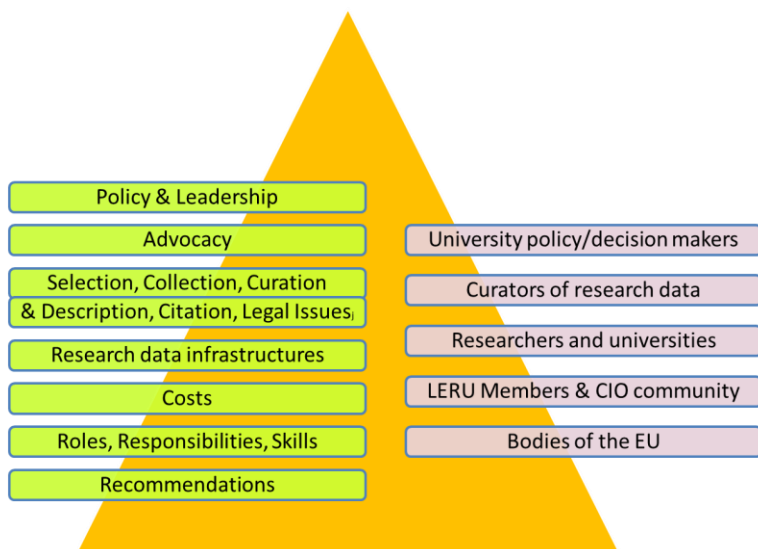 Policy & Leadership
Advocacy
Selection, Collection, Curation
& Description, Citation, Legal Issues
Research data infrastructures
Costs
Roles, Responsibilities, Skills
Recommendations
University policy/decision makers
Curators of research data
Researchers and universities
LERU Members & CIO community
Bodies of the EU